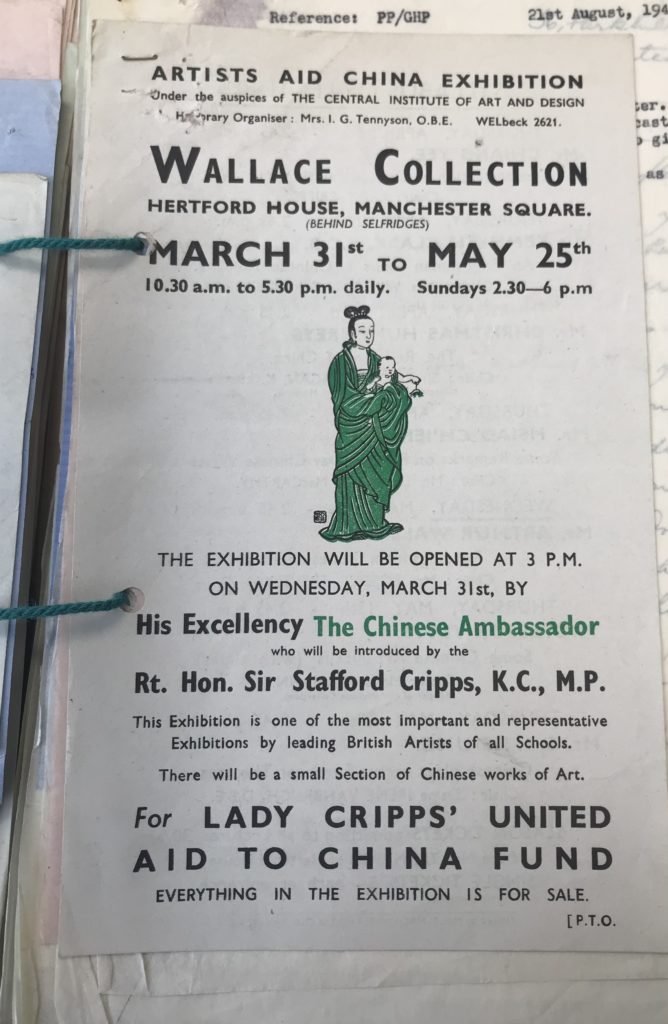 Reference: PP/GHP 21st August, 194
ARTISTS AID CHINA EXHIBITION
Under the auspices of THE CENTRAL INSTITUTE OF ART AND DESIGN
Honorary Organiser: Mrs. I. G. Tennyson, O.B.E. WELbeck 2621.
WALLACE COLLECTION
HERTFORD HOUSE, MANCHESTER SQUARE.
(BEHIND SELFRIDGES)
MARCH 31st TO MAY 25th
10.30 a.m. to 5.30 p.m. daily. Sundays 2.30—6 p.m
THE EXHIBITION WILL BE OPENED AT 3 P.M.
ON WEDNESDAY, MARCH 31st, BY
His Excellency The Chinese Ambassador
who will be introduced by the
Rt. Hon. Sir Stafford Cripps, K.C., M.P.
This Exhibition is one of the most important and representative
Exhibitions by leading British Artists of all Schools.
There will be a small Section of Chinese works of Art.
For LADY CRIPPS' UNITED
AID TO CHINA FUND
EVERYTHING IN THE EXHIBITION IS FOR SALE.
[P.T.O.